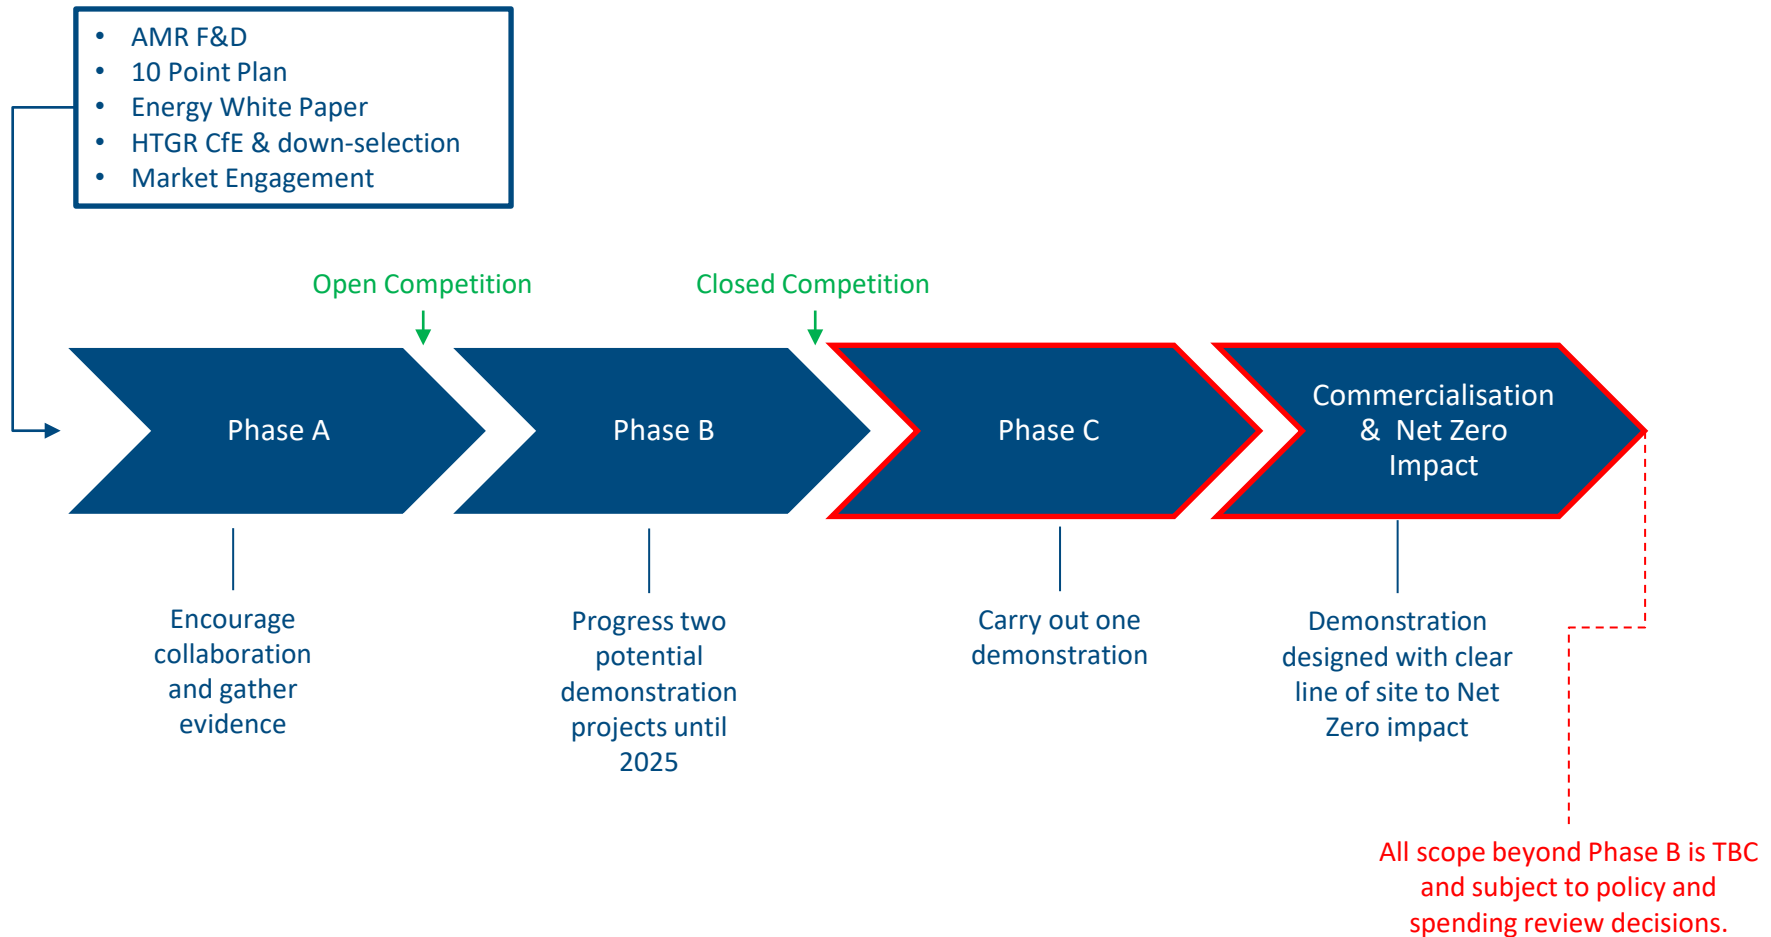 • AMR F&D
• 10 Point Plan
• Energy White Paper
• HTGR CfE & down-selection
• Market Engagement
Open Competition
Closed Competition
Phase A
Phase B
Phase C
Commercialisation
& Net Zero
Impact
Encourage
collaboration
and gather
evidence
Progress two
potential
demonstration
projects until
2025
Carry out one
demonstration
Demonstration
designed with clear
line of site to Net
Zero impact
All scope beyond Phase B is TBC
and subject to policy and
spending review decisions.